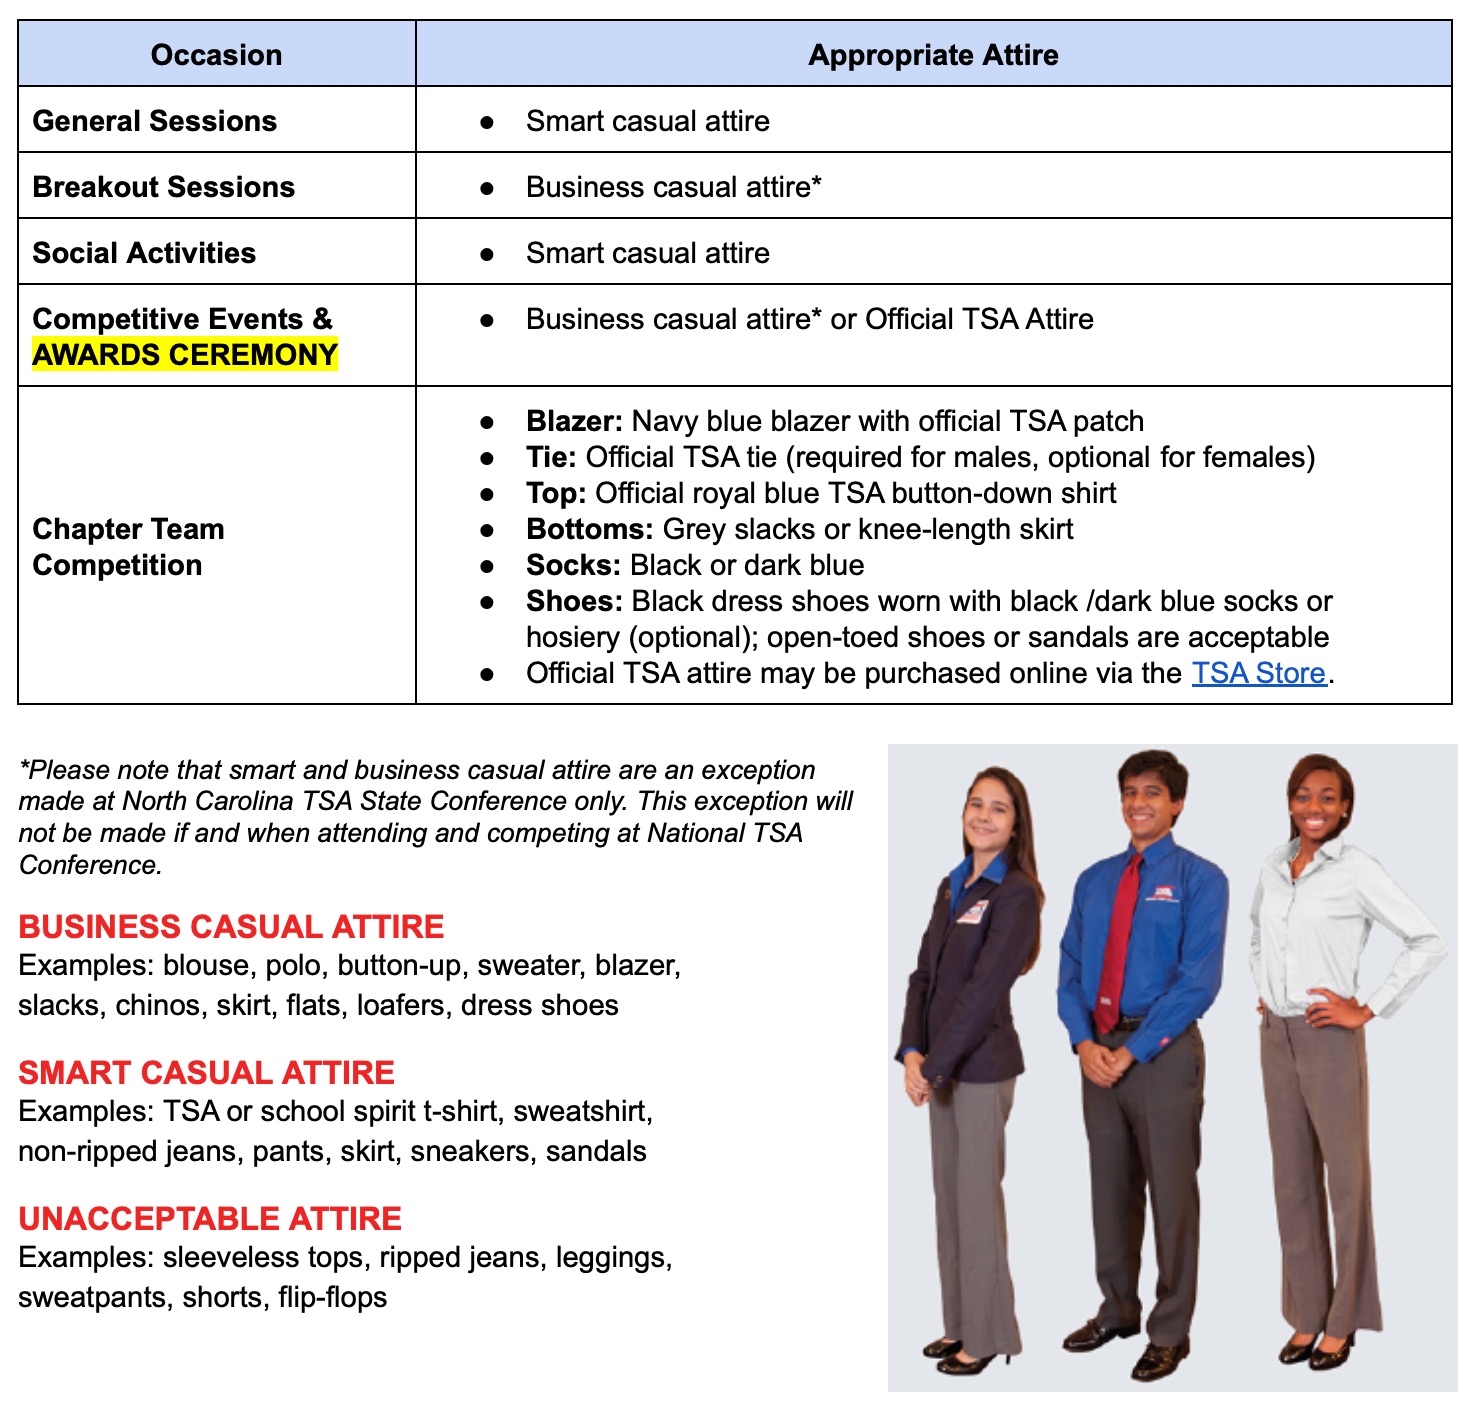 Occasion
Appropriate Attire
General Sessions
● Smart casual attire
Breakout Sessions
● Business casual attire*
Social Activities
● Smart casual attire
Competitive Events &
AWARDS CEREMONY
● Business casual attire* or Official TSA Attire
Chapter Team
Competition
● Blazer: Navy blue blazer with official TSA patch
● Tie: Official TSA tie (required for males, optional for females)
● Top: Official royal blue TSA button-down shirt
● Bottoms: Grey slacks or knee-length skirt
● Socks: Black or dark blue
● Shoes: Black dress shoes worn with black /dark blue socks or
hosiery (optional); open-toed shoes or sandals are acceptable
● Official TSA attire may be purchased online via the TSA Store.
*Please note that smart and business casual attire are an exception
made at North Carolina TSA State Conference only. This exception will
not be made if and when attending and competing at National TSA
Conference.
BUSINESS CASUAL ATTIRE
Examples: blouse, polo, button-up, sweater, blazer,
slacks, chinos, skirt, flats, loafers, dress shoes
SMART CASUAL ATTIRE
Examples: TSA or school spirit t-shirt, sweatshirt,
non-ripped jeans, pants, skirt, sneakers, sandals
UNACCEPTABLE ATTIRE
Examples: sleeveless tops, ripped jeans, leggings,
sweatpants, shorts, flip-flops